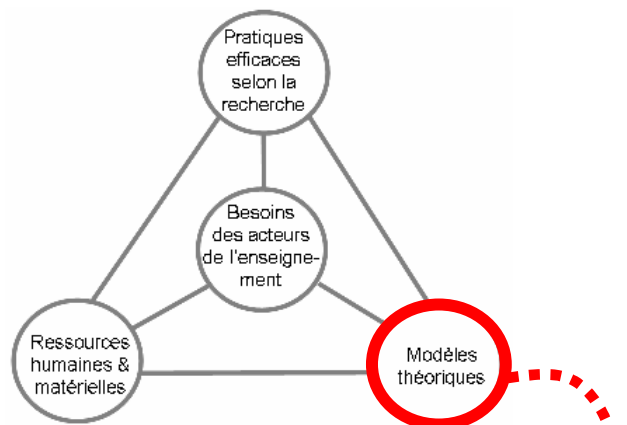 Pratiques
efficaces
selon la
recherche
Besoins
des acteurs
de l'enseigne-
ment
Ressources
humaines &
matérielles
Modèles
théoriques